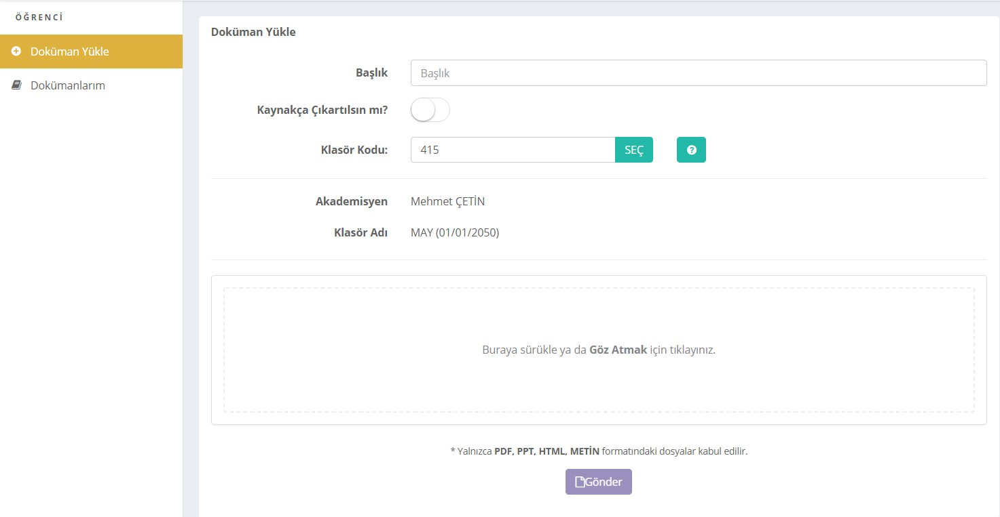 ÖĞRENCİ
Doküman Yükle
Dokümanlarım
Doküman Yükle
Başlık Başlık
Kaynakça Çıkartılsın mı?
Klasör Kodu: 415 SEÇ ?
Akademisyen Mehmet ÇETİN
Klasör Adı MAY (01/01/2050)
Buraya sürükle ya da Göz Atmak için tıklayınız.
* Yalnızca PDF, PPT, HTML, METİN formatındaki dosyalar kabul edilir.
Gönder